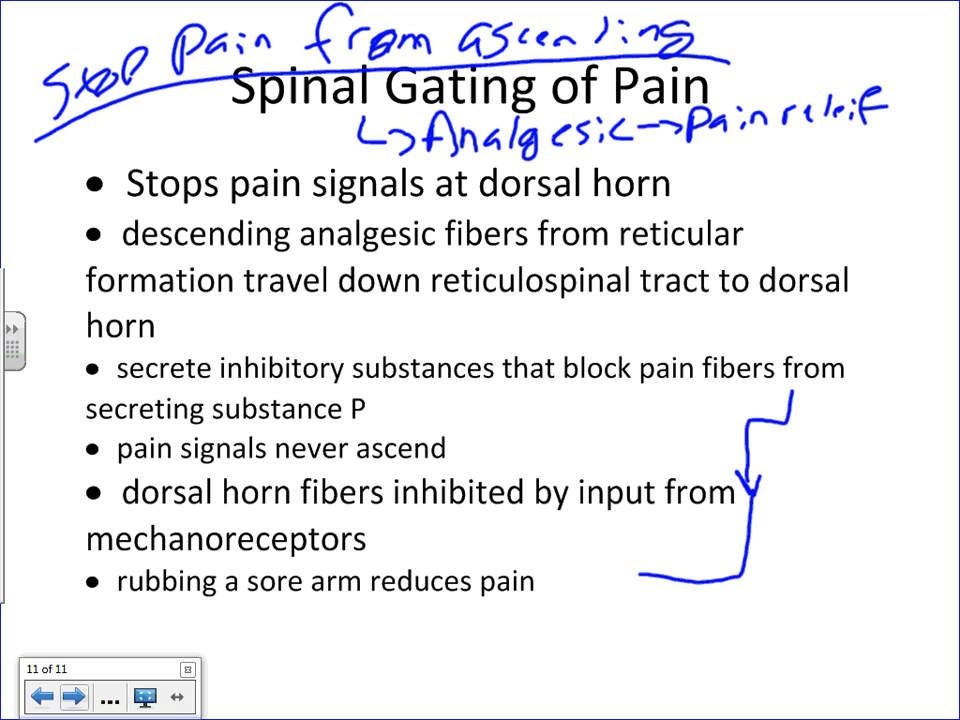 Stop Pain from ascending
Spinal Gating of Pain
↳ Analgesic → Pain releif
• Stops pain signals at dorsal horn
• descending analgesic fibers from reticular
formation travel down reticulospinal tract to dorsal
horn
• secrete inhibitory substances that block pain fibers from
secreting substance P
• pain signals never ascend
• dorsal horn fibers inhibited by input from
mechanoreceptors
• rubbing a sore arm reduces pain
11 of 11
...